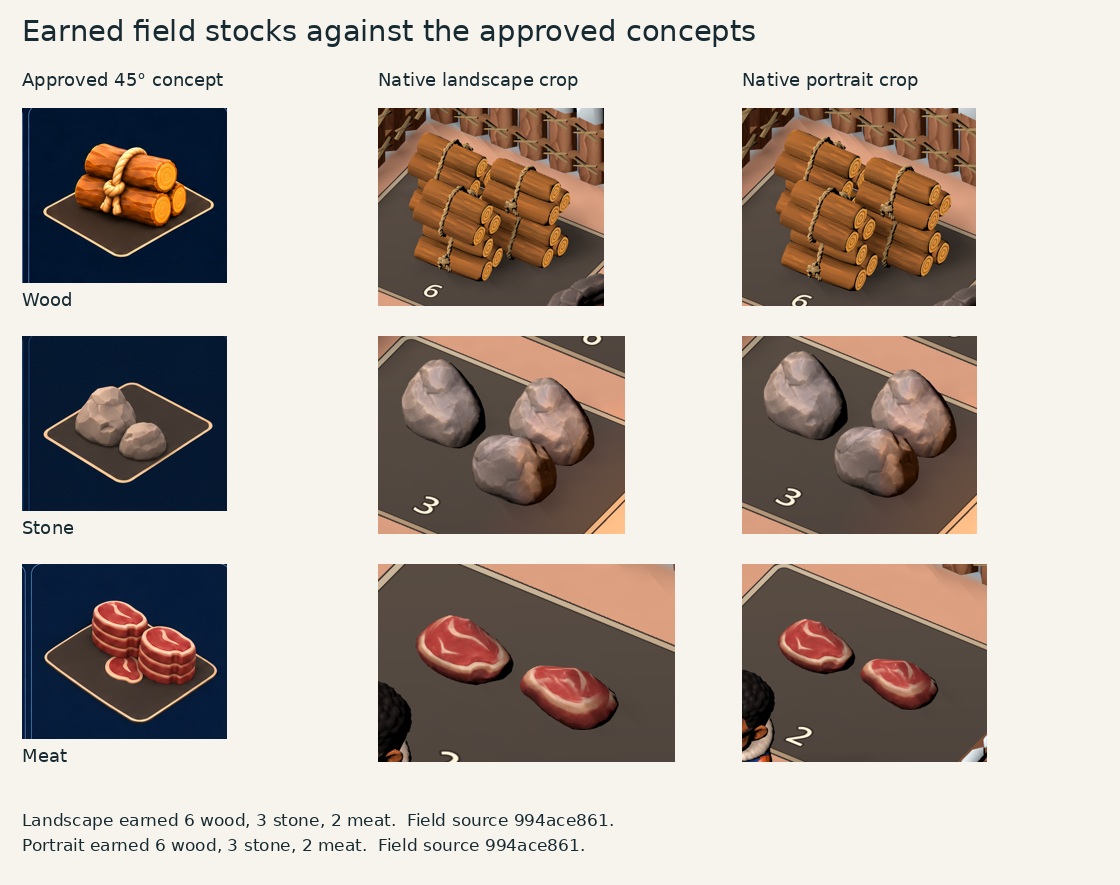 Earned field stocks against the approved concepts
Approved 45° concept
Native landscape crop
Native portrait crop
6
6
Wood
6
3
3
Stone
2
2
Meat
Landscape earned 6 wood, 3 stone, 2 meat.  Field source 994ace861.
Portrait earned 6 wood, 3 stone, 2 meat.  Field source 994ace861.